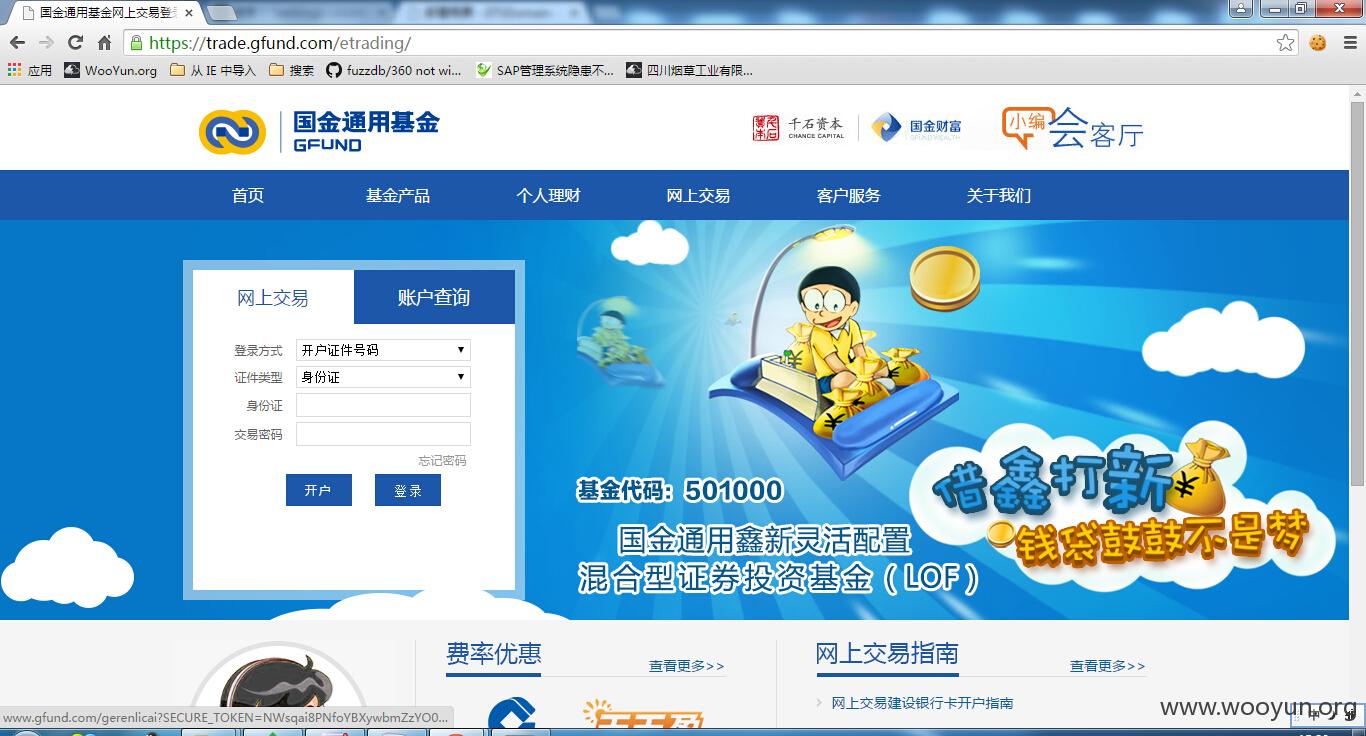 国金通用基金网上交易登录
https://trade.gfund.com/etrading/
应用 WooYun.org 从 IE 中导入 搜索 fuzzdb/360 not wi... SAP管理系统隐患不... 四川烟草工业有限...
国金通用基金 GFUND
千石资本 CHANCE CAPITAL 国金财富 GFUND WEALTH 小编会客厅
首页 基金产品 个人理财 网上交易 客户服务 关于我们
网上交易 账户查询
登录方式 开户证件号码
证件类型 身份证
身份证
交易密码
忘记密码
开户 登录
基金代码: 501000
国金通用鑫新灵活配置
混合型证券投资基金（LOF）
借鑫打新
钱袋鼓鼓不是梦
费率优惠 查看更多>>
网上交易指南 查看更多>>
网上交易建设银行卡开户指南
www.gfund.com/gerenlicai?SECURE_TOKEN=NWsqai8PNfoYBXywbmZzYO0...
www.wooyun.org